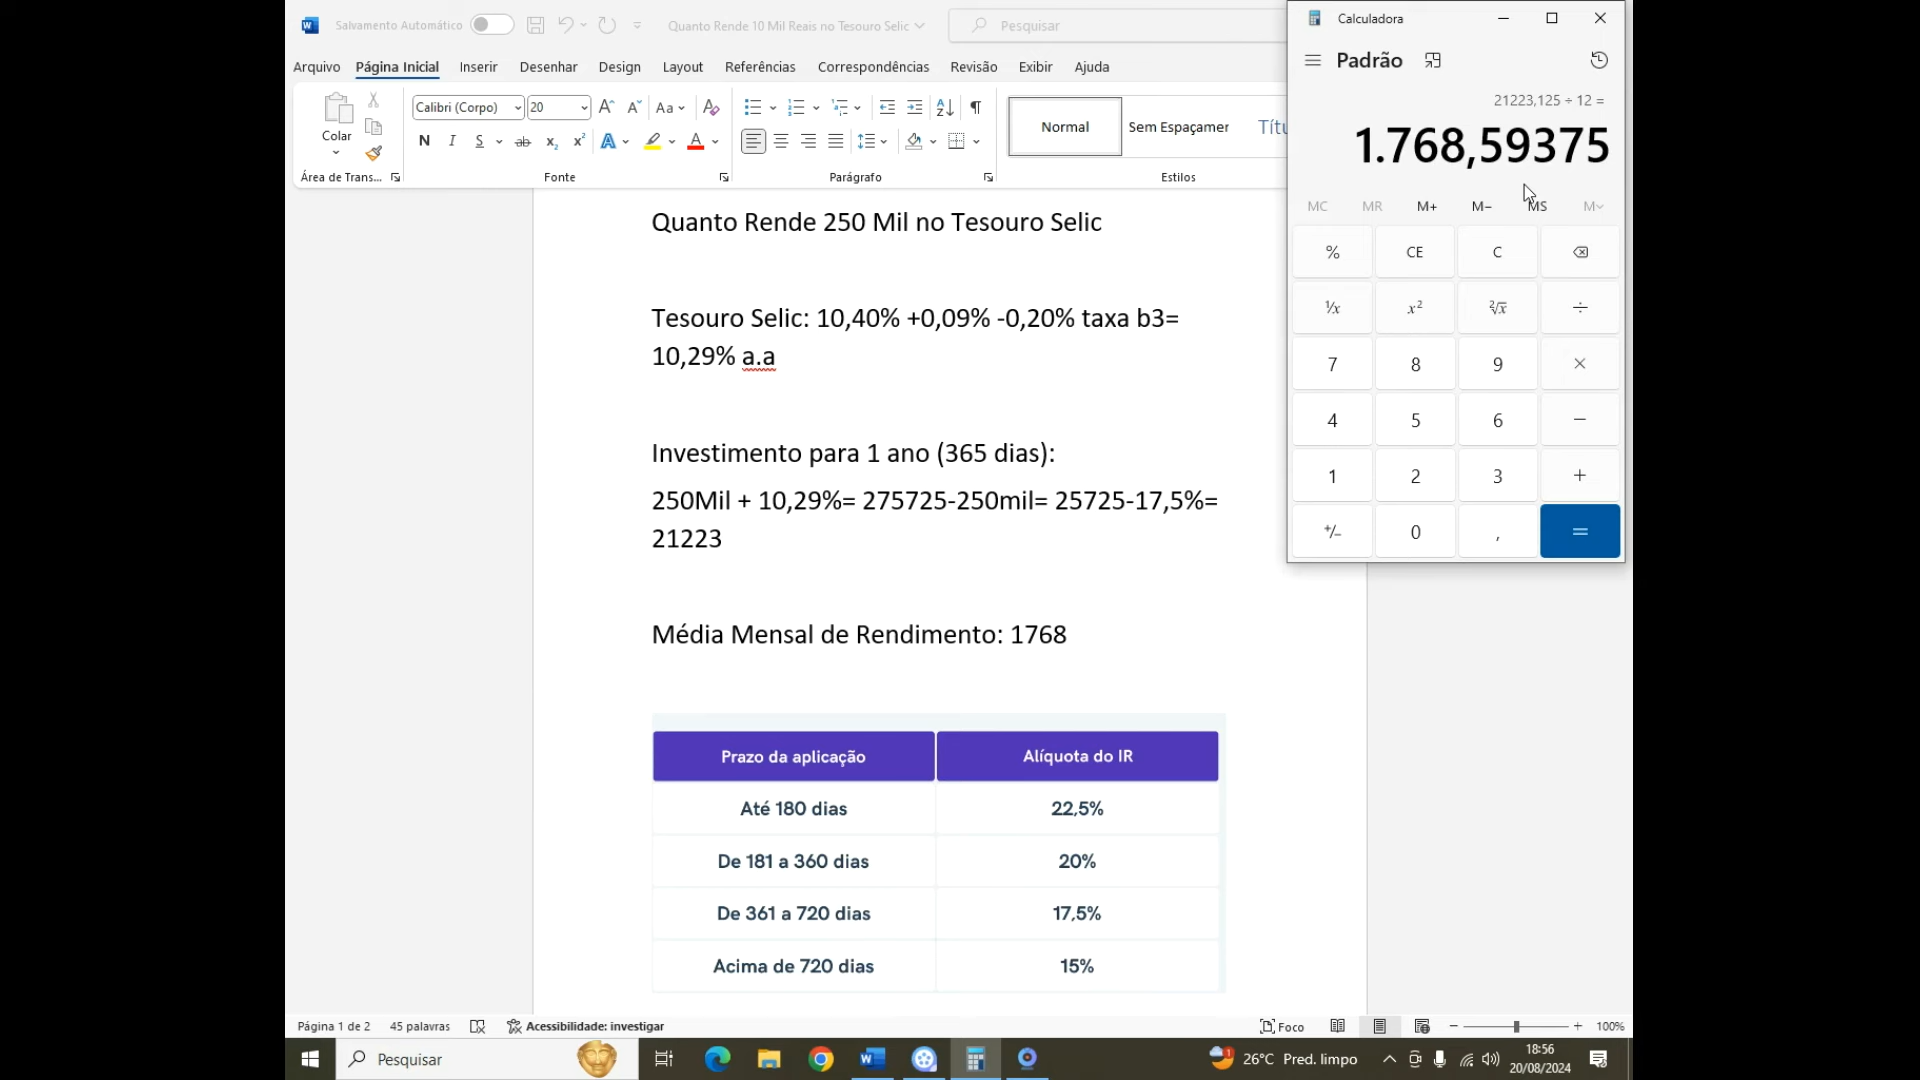 Salvamento Automático
Quanto Rende 10 Mil Reais no Tesouro Selic
Pesquisar
Arquivo
Página Inicial
Inserir
Desenhar
Design
Layout
Referências
Correspondências
Revisão
Exibir
Ajuda
Colar
Área de Trans...
Calibri (Corpo)
20
Aa
N
I
S
ab
Fonte
Parágrafo
Normal
Sem Espaçamer
Títu
Estilos
Quanto Rende 250 Mil no Tesouro Selic
Tesouro Selic: 10,40% +0,09% -0,20% taxa b3=
10,29% a.a
Investimento para 1 ano (365 dias):
250Mil + 10,29%= 275725-250mil= 25725-17,5%=
21223
Média Mensal de Rendimento: 1768
Prazo da aplicação
Alíquota do IR
Até 180 dias
22,5%
De 181 a 360 dias
20%
De 361 a 720 dias
17,5%
Acima de 720 dias
15%
Calculadora
Padrão
21223,125 ÷ 12 =
1.768,59375
MC
MR
M+
M−
MS
M
%
CE
C
⌫
¹/x
x²
²√x
÷
7
8
9
×
4
5
6
−
1
2
3
+
+/−
0
,
=
Página 1 de 2
45 palavras
Acessibilidade: investigar
Foco
100%
Pesquisar
26°C Pred. limpo
18:56
20/08/2024